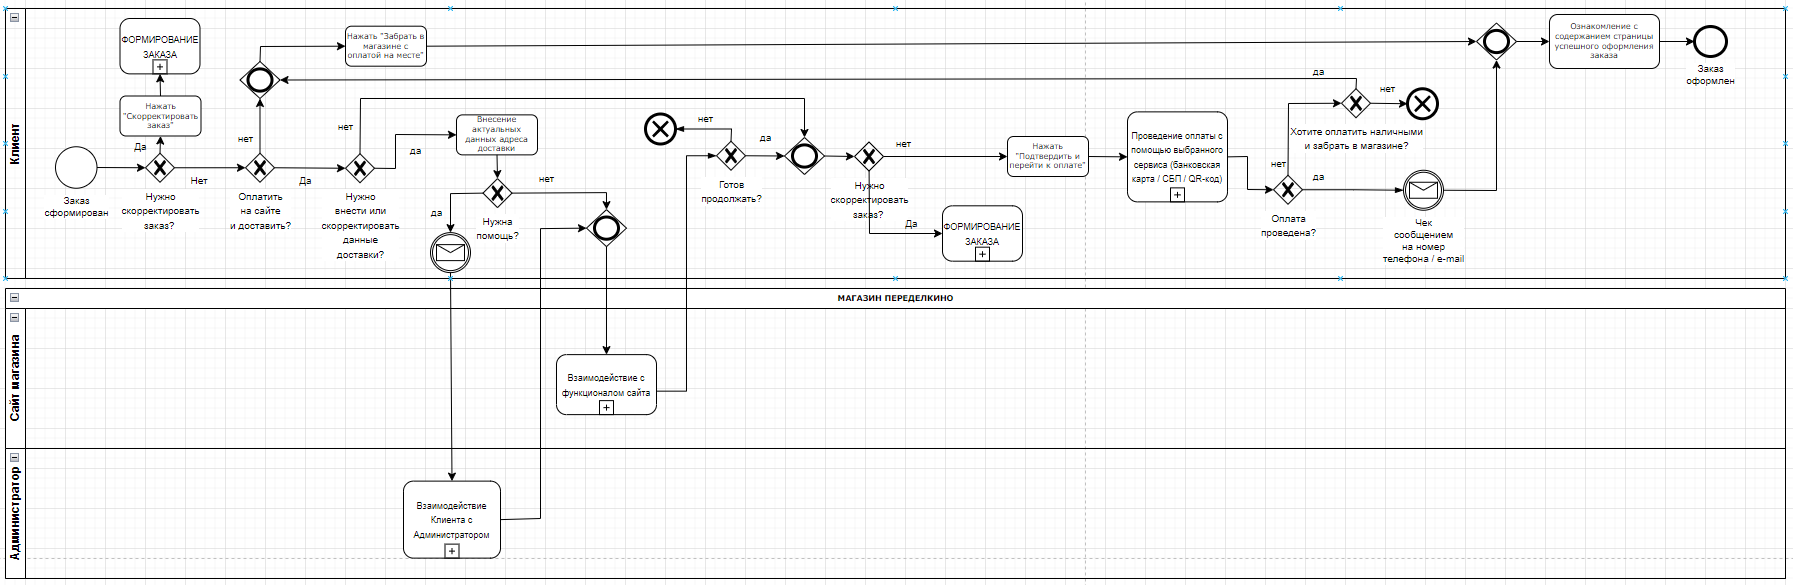 Клиент
ФОРМИРОВАНИЕ
ЗАКАЗА
Нажать
"Скорректировать
заказ"
Да
Заказ
сформирован
Нужно
скорректировать
заказ?
Нет
нет
Оплатить
на сайте
и доставить?
Да
Нажать "Забрать в
магазине с
оплатой на месте"
нет
Нужно
внести или
скорректировать
данные
доставки?
да
Внесение
актуальных
данных адреса
доставки
нет
да
Нужна
помощь?
нет
Готов
продолжать?
да
нет
Нужно
скорректировать
заказ?
Да
ФОРМИРОВАНИЕ
ЗАКАЗА
Нажать
"Подтвердить и
перейти к оплате"
Проведение оплаты с
помощью выбранного
сервиса (банковская
карта / СБП / QR-код)
нет
да
Оплата
проведена?
да
нет
Хотите оплатить наличными
и забрать в магазине?
Чек
сообщением
на номер
телефона / e-mail
Ознакомление с
содержанием страницы
успешного оформления
заказа
Заказ
оформлен
МАГАЗИН ПЕРЕДЕЛКИНО
Сайт магазина
Взаимодействие с
функционалом сайта
Администратор
Взаимодействие
Клиента с
Администратором